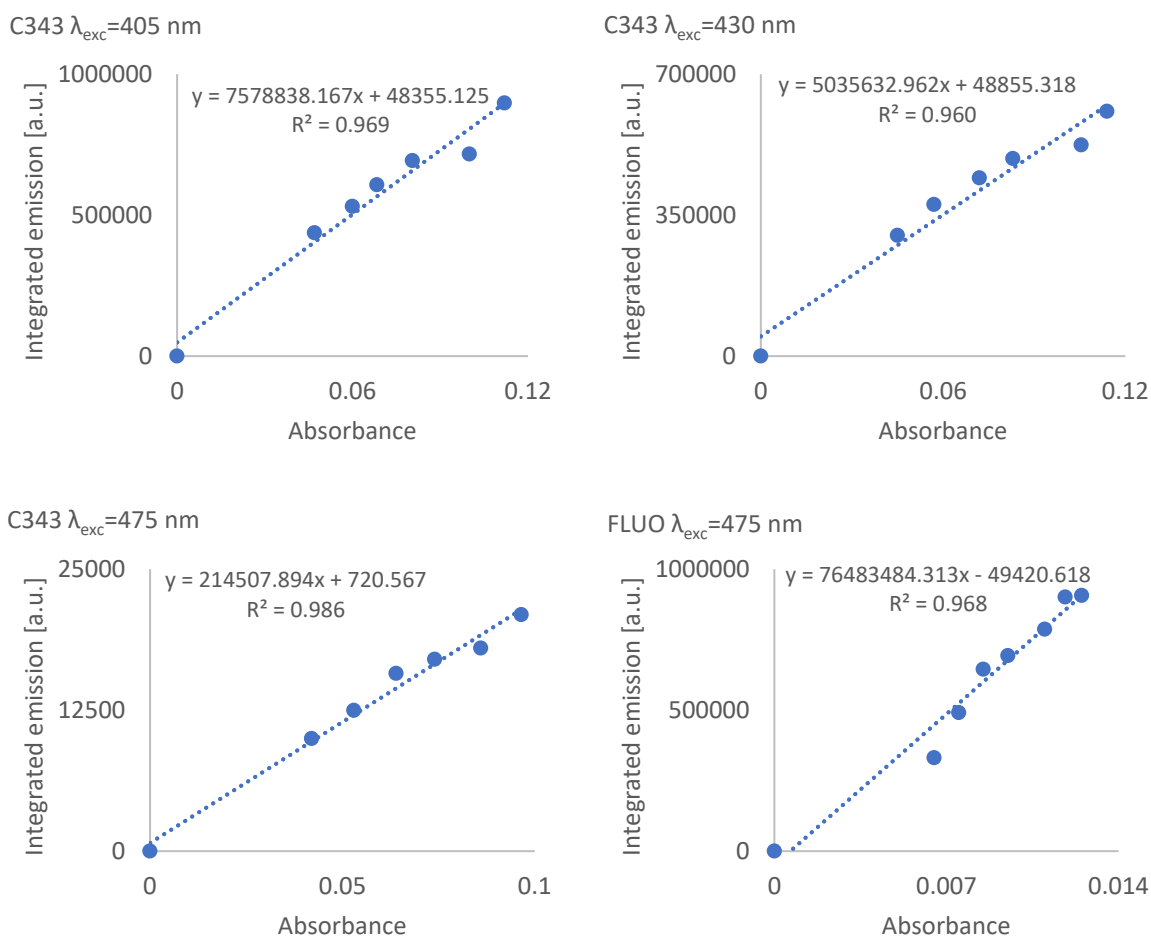 C343 λexc=405 nm
1000000
y = 7578838.167x + 48355.125
R² = 0.969
500000
0
0 0.06 0.12
Integrated emission [a.u.]
Absorbance
C343 λexc=430 nm
700000
y = 5035632.962x + 48855.318
R² = 0.960
350000
0
0 0.06 0.12
Integrated emission [a.u.]
Absorbance
C343 λexc=475 nm
25000
y = 214507.894x + 720.567
R² = 0.986
12500
0
0 0.05 0.1
Integrated emission [a.u.]
Absorbance
FLUO λexc=475 nm
1000000
y = 76483484.313x - 49420.618
R² = 0.968
500000
0
0 0.007 0.014
Integrated emission [a.u.]
Absorbance